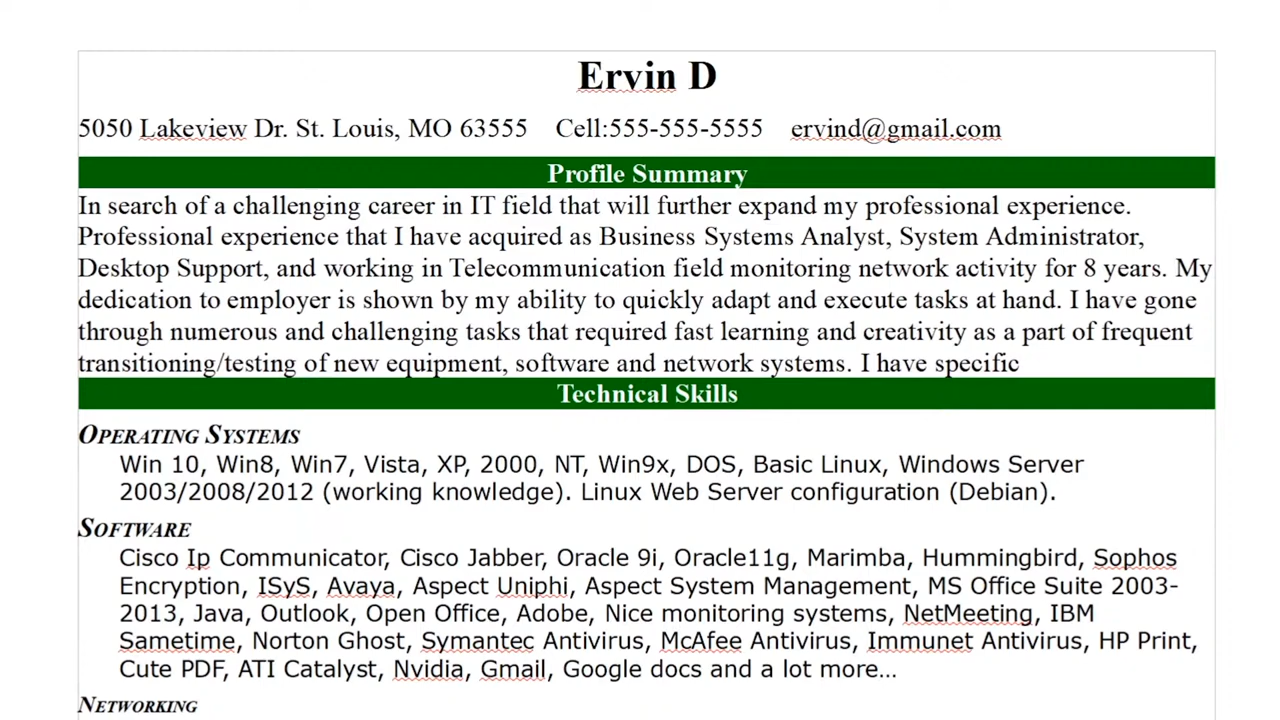 Ervin D
5050 Lakeview Dr. St. Louis, MO 63555 Cell:555-555-5555 ervind@gmail.com
Profile Summary
In search of a challenging career in IT field that will further expand my professional experience.
Professional experience that I have acquired as Business Systems Analyst, System Administrator,
Desktop Support, and working in Telecommunication field monitoring network activity for 8 years. My
dedication to employer is shown by my ability to quickly adapt and execute tasks at hand. I have gone
through numerous and challenging tasks that required fast learning and creativity as a part of frequent
transitioning/testing of new equipment, software and network systems. I have specific
Technical Skills
OPERATING SYSTEMS
Win 10, Win8, Win7, Vista, XP, 2000, NT, Win9x, DOS, Basic Linux, Windows Server
2003/2008/2012 (working knowledge). Linux Web Server configuration (Debian).
SOFTWARE
Cisco Ip Communicator, Cisco Jabber, Oracle 9i, Oracle11g, Marimba, Hummingbird, Sophos
Encryption, ISyS, Avaya, Aspect Uniphi, Aspect System Management, MS Office Suite 2003-
2013, Java, Outlook, Open Office, Adobe, Nice monitoring systems, NetMeeting, IBM
Sametime, Norton Ghost, Symantec Antivirus, McAfee Antivirus, Immunet Antivirus, HP Print,
Cute PDF, ATI Catalyst, Nvidia, Gmail, Google docs and a lot more…
NETWORKING